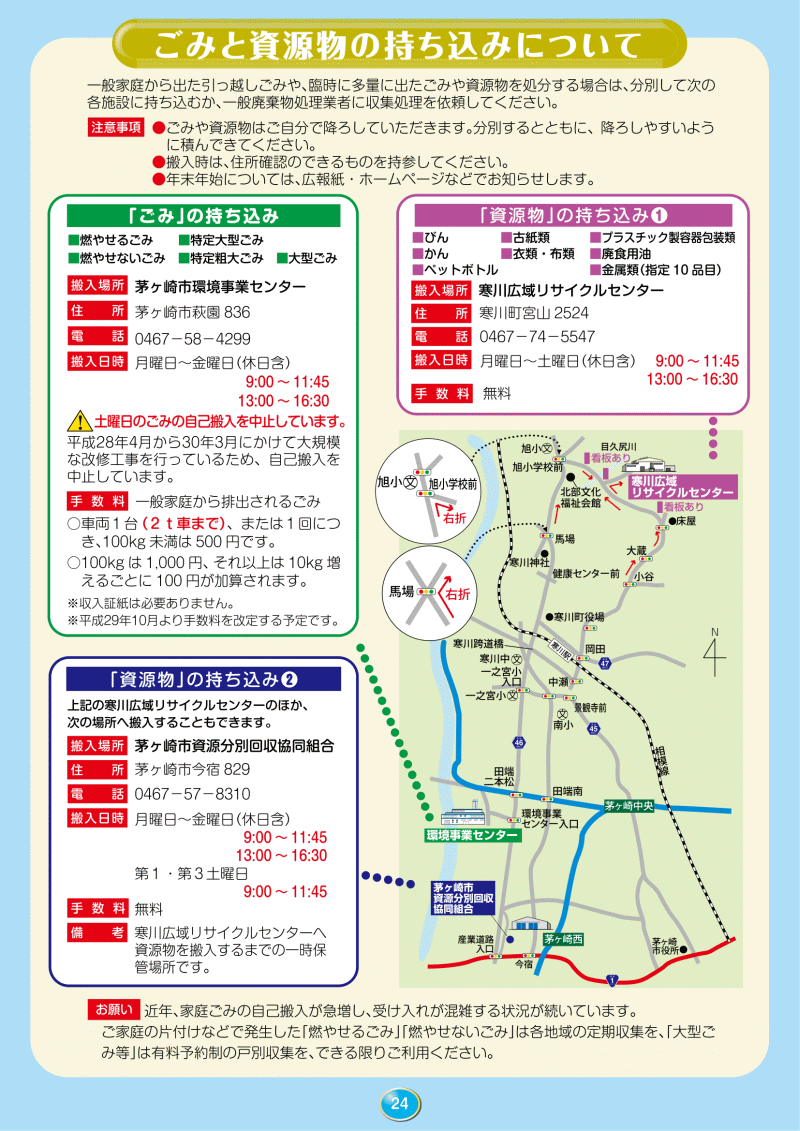 ごみと資源物の持ち込みについて
一般家庭から出た引っ越しごみや、臨時に多量に出たごみや資源物を処分する場合は、分別して次の
各施設に持ち込むか、一般廃棄物処理業者に収集処理を依頼してください。
注意事項 ●ごみや資源物はご自分で降ろしていただきます。分別するとともに、降ろしやすいよう
に積んできてください。
●搬入時は、住所確認のできるものを持参してください。
●年末年始については、広報紙・ホームページなどでお知らせします。
「ごみ」の持ち込み
■燃やせるごみ ■特定大型ごみ
■燃やせないごみ ■特定粗大ごみ ■大型ごみ
搬入場所 茅ヶ崎市環境事業センター
住所 茅ヶ崎市萩園836
電話 0467－58－4299
搬入日時 月曜日～金曜日（休日含）
9:00～11:45
13:00～16:30
土曜日のごみの自己搬入を中止しています。
平成28年4月から30年3月にかけて大規模
な改修工事を行っているため、自己搬入を
中止しています。
手数料 一般家庭から排出されるごみ
○車両1台（2ｔ車まで）、または1回につ
き、100kg未満は500円です。
○100kgは1,000円、それ以上は10kg増
えるごとに100円が加算されます。
※収入証紙は必要ありません。
※平成29年10月より手数料を改定する予定です。
「資源物」の持ち込み❶
■びん ■古紙類 ■プラスチック製容器包装類
■かん ■衣類・布類 ■廃食用油
■ペットボトル ■金属類（指定10品目）
搬入場所 寒川広域リサイクルセンター
住所 寒川町宮山2524
電話 0467－74－5547
搬入日時 月曜日～土曜日（休日含） 9:00～11:45
13:00～16:30
手数料 無料
「資源物」の持ち込み❷
上記の寒川広域リサイクルセンターのほか、
次の場所へ搬入することもできます。
搬入場所 茅ヶ崎市資源分別回収協同組合
住所 茅ヶ崎市今宿829
電話 0467－57－8310
搬入日時 月曜日～金曜日（休日含）
9:00～11:45
13:00～16:30
第1・第3土曜日
9:00～11:45
手数料 無料
備考 寒川広域リサイクルセンターへ
資源物を搬入するまでの一時保
管場所です。
旭小文 旭小学校前
右折
馬場
右折
旭小文
旭小学校前
目久尻川
看板あり
寒川広域
リサイクルセンター
北部文化
福祉会館
看板あり
床屋
馬場
寒川神社
大蔵
健康センター前
小谷
寒川町役場
N
寒川跨道橋
寒川駅
岡田
47
寒川中文
一之宮小
入口
中瀬
一之宮小文
景観寺前
文
南小
45
46
相模線
田端
二本松
田端南
茅ヶ崎中央
環境事業
センター入口
環境事業センター
茅ヶ崎市
資源分別回収
協同組合
産業道路
入口
茅ヶ崎西
今宿
茅ヶ崎
市役所
1
お願い 近年、家庭ごみの自己搬入が急増し、受け入れが混雑する状況が続いています。
ご家庭の片付けなどで発生した「燃やせるごみ」「燃やせないごみ」は各地域の定期収集を、「大型ご
み等」は有料予約制の戸別収集を、できる限りご利用ください。
24